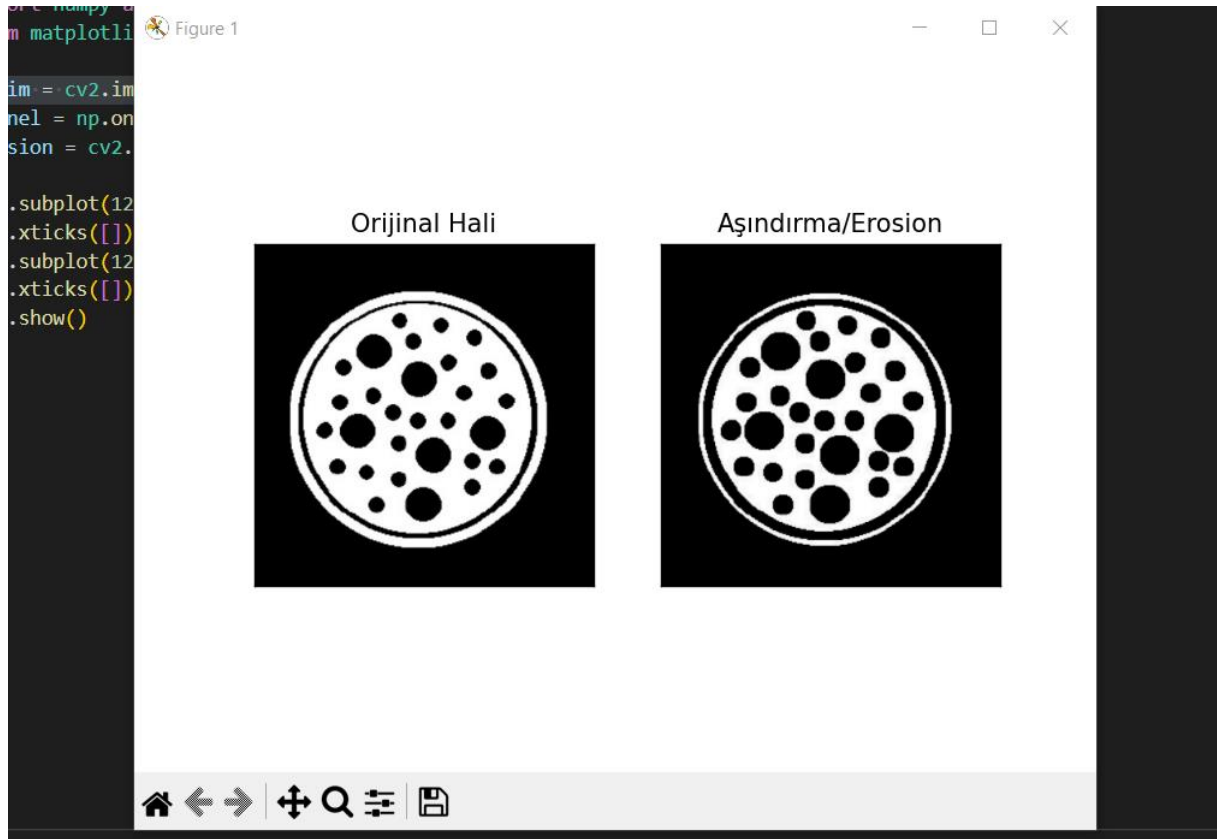 m matplotli
im = cv2.im
nel = np.on
sion = cv2.
.subplot(12
.xticks([])
.subplot(12
.xticks([])
.show()
Figure 1
Orijinal Hali
Aşındırma/Erosion